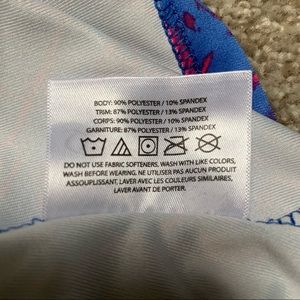 BODY: 90% POLYESTER / 10% SPANDEX
TRIM: 87% POLYESTER / 13% SPANDEX
CORPS: 90% POLYESTER / 10% SPANDEX
GARNITURE: 87% POLYESTER / 13% SPANDEX
DO NOT USE FABRIC SOFTENERS. WASH WITH LIKE COLORS,
WASH BEFORE WEARING. NE PAS UTILISER D'AUCUN PRODUIT
ASSOUPLISSANT, LAVER AVEC LES COULEURS SIMILAIRES,
LAVER AVANT DE PORTER.